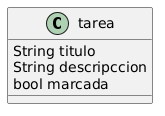 C tarea
String titulo
String descripccion
bool marcada